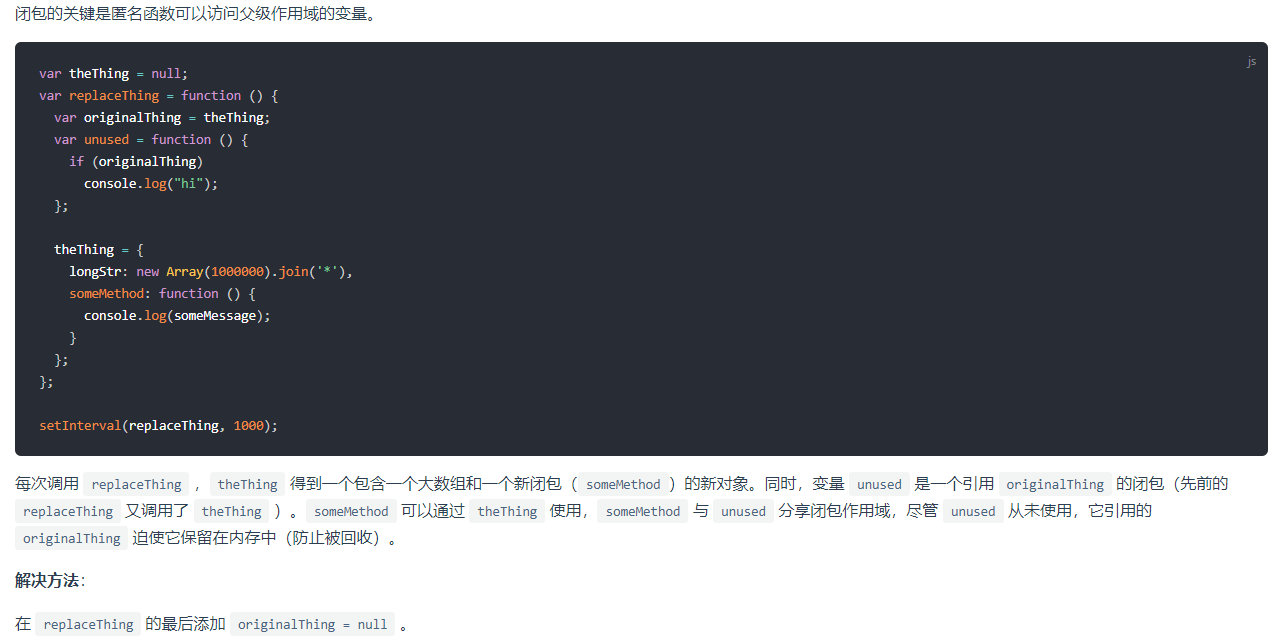 闭包的关键是匿名函数可以访问父级作用域的变量。
js
var theThing = null;
var replaceThing = function () {
  var originalThing = theThing;
  var unused = function () {
    if (originalThing)
      console.log("hi");
  };

  theThing = {
    longStr: new Array(1000000).join('*'),
    someMethod: function () {
      console.log(someMessage);
    }
  };
};

setInterval(replaceThing, 1000);
每次调用 replaceThing ，theThing 得到一个包含一个大数组和一个新闭包（ someMethod ）的新对象。同时，变量 unused 是一个引用 originalThing 的闭包（先前的
replaceThing 又调用了 theThing ）。 someMethod 可以通过 theThing 使用，someMethod 与 unused 分享闭包作用域，尽管 unused 从未使用，它引用的
originalThing 迫使它保留在内存中（防止被回收）。
解决方法：
在 replaceThing 的最后添加 originalThing = null 。